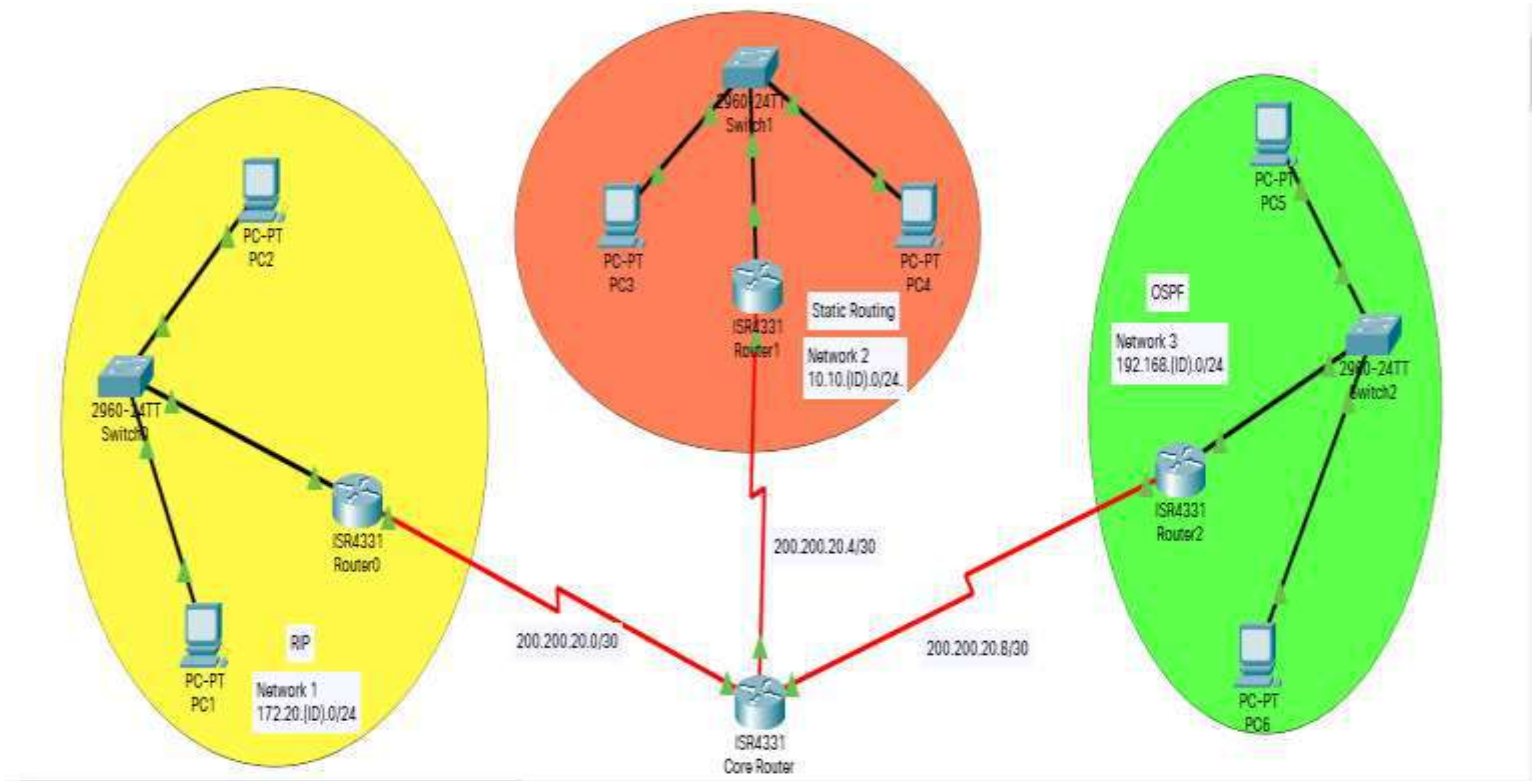 PC-PT
PC2
2960-24TT
Switch0
ISR4331
Router0
PC-PT
PC1
RIP
Network 1
172.20.(ID).0/24
2960-24TT
Switch1
PC-PT
PC3
PC-PT
PC4
ISR4331
Router1
Static Routing
Network 2
10.10.(ID).0/24.
PC-PT
PC5
OSPF
Network 3
192.168.(ID).0/24
2960-24TT
Switch2
ISR4331
Router2
PC-PT
PC6
200.200.20.0/30
200.200.20.4/30
200.200.20.8/30
ISR4331
Core Router